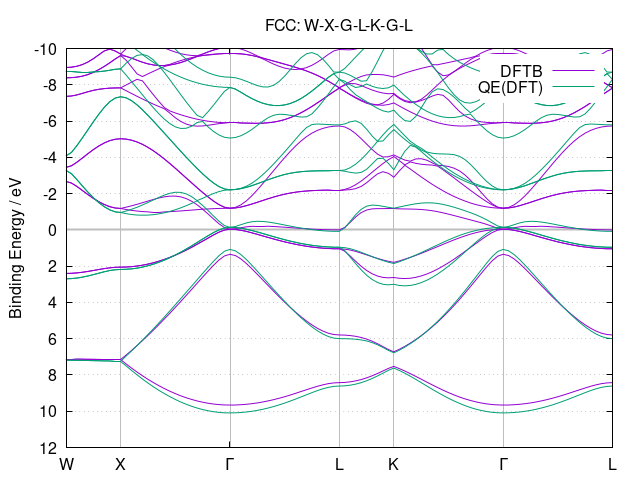 FCC: W-X-G-L-K-G-L
Binding Energy / eV
-10
-8
-6
-4
-2
0
2
4
6
8
10
12
DFTB
QE(DFT)
W X Γ L K Γ L